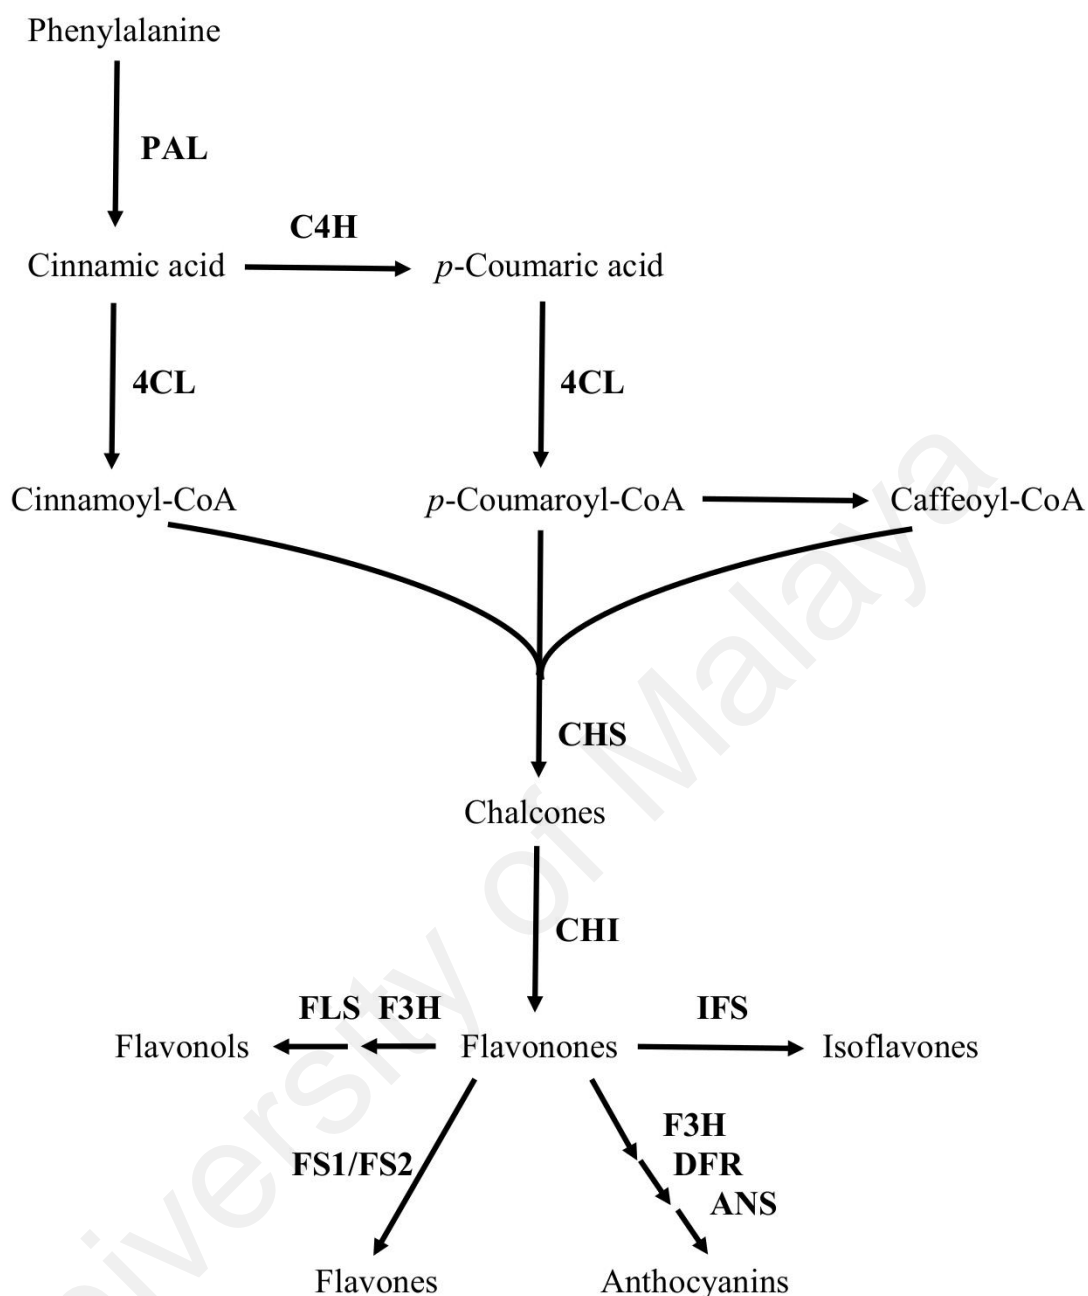 Phenylalanine
PAL
C4H
Cinnamic acid
p-Coumaric acid
4CL
4CL
Cinnamoyl-CoA
p-Coumaroyl-CoA
Caffeoyl-CoA
CHS
Chalcones
CHI
FLS F3H
IFS
Flavonols
Flavonones
Isoflavones
F3H
FS1/FS2
DFR
ANS
Flavones
Anthocyanins
iversity of Malaya